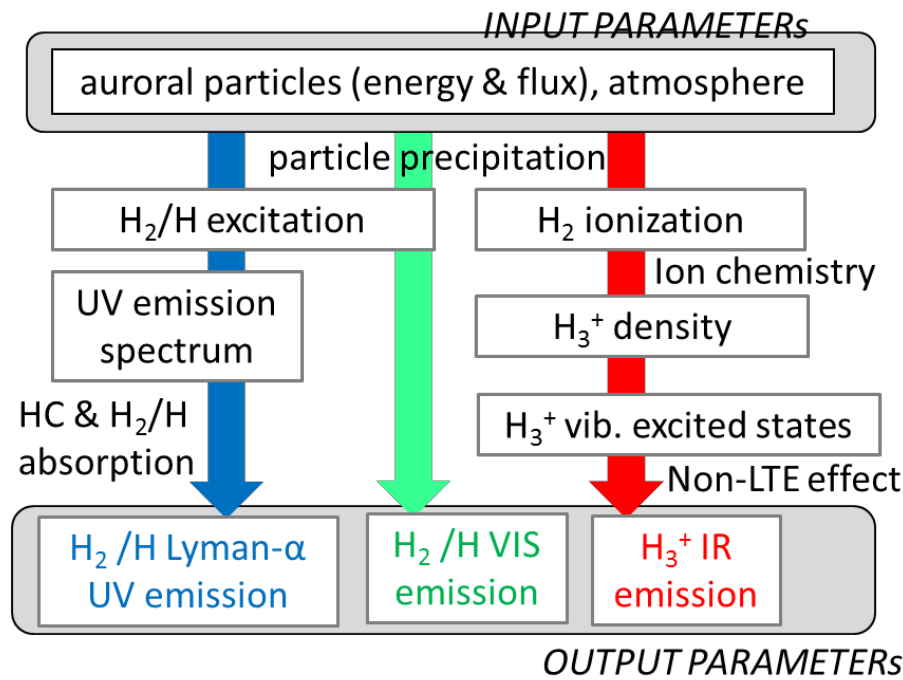 INPUT PARAMETERs
auroral particles (energy & flux), atmosphere
particle precipitation
H₂/H excitation
H₂ ionization
Ion chemistry
UV emission
spectrum
H₃⁺ density
HC & H₂/H
absorption
H₃⁺ vib. excited states
Non-LTE effect
H₂ /H Lyman-α
UV emission
H₂ /H VIS
emission
H₃⁺ IR
emission
OUTPUT PARAMETERs